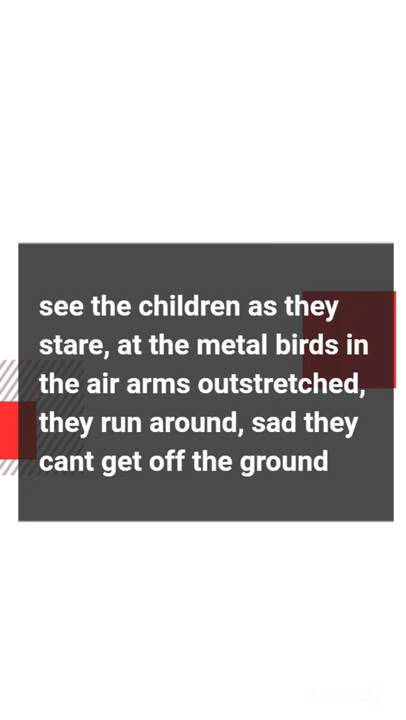 see the children as they
stare, at the metal birds in
the air arms outstretched,
they run around, sad they
cant get off the ground